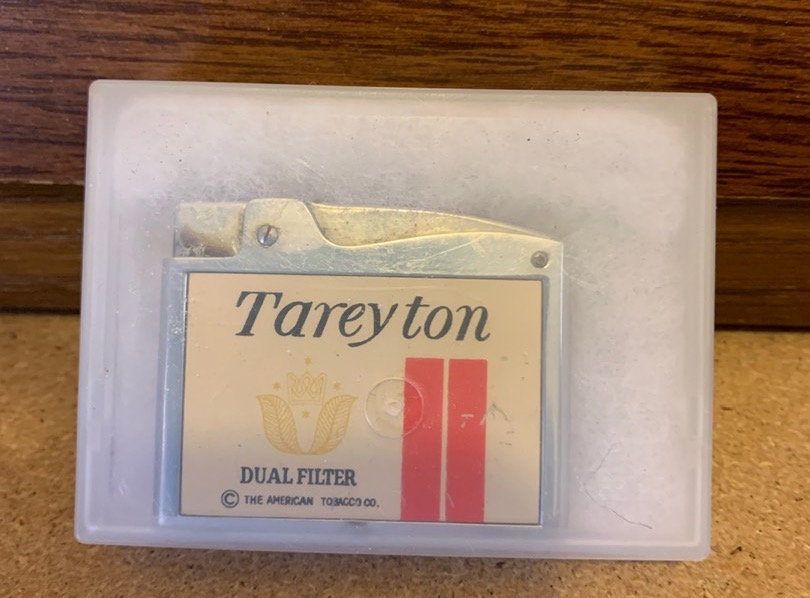 Tareyton
DUAL FILTER
© THE AMERICAN TOBACCO CO.